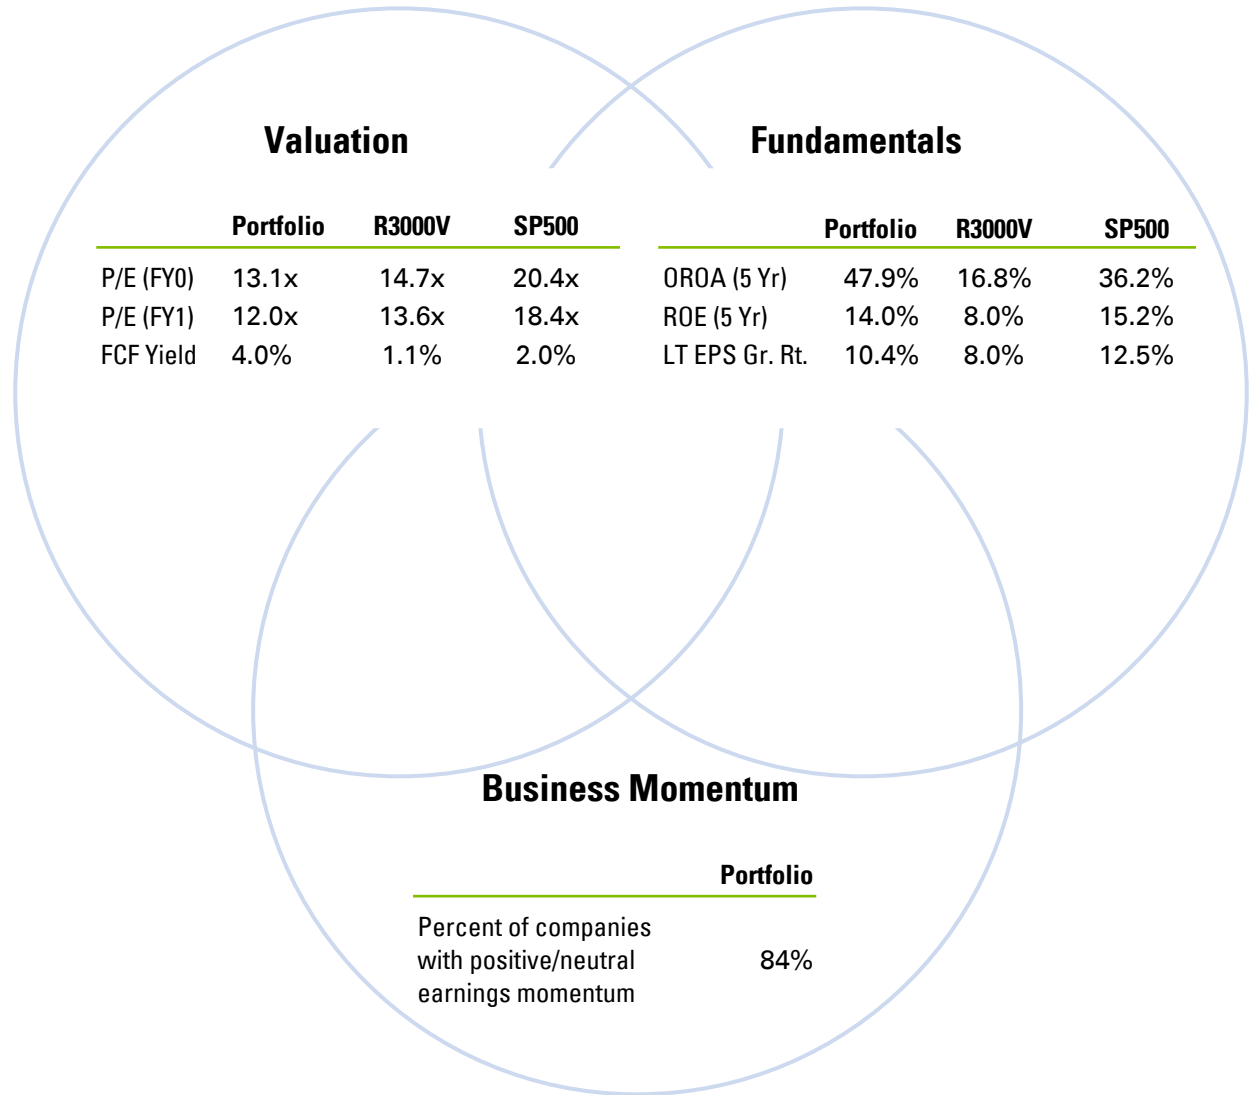 Valuation
Portfolio R3000V SP500
P/E (FY0) 13.1x 14.7x 20.4x
P/E (FY1) 12.0x 13.6x 18.4x
FCF Yield 4.0% 1.1% 2.0%
Fundamentals
Portfolio R3000V SP500
OROA (5 Yr) 47.9% 16.8% 36.2%
ROE (5 Yr) 14.0% 8.0% 15.2%
LT EPS Gr. Rt. 10.4% 8.0% 12.5%
Business Momentum
Portfolio
Percent of companies
with positive/neutral 84%
earnings momentum